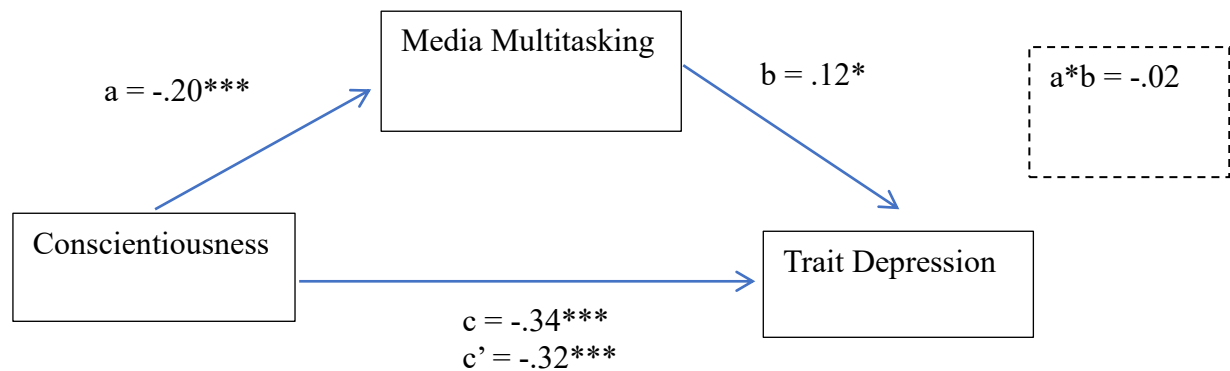 Media Multitasking
a = -.20***
b = .12*
a*b = -.02
Conscientiousness
Trait Depression
c = -.34***
c’ = -.32***